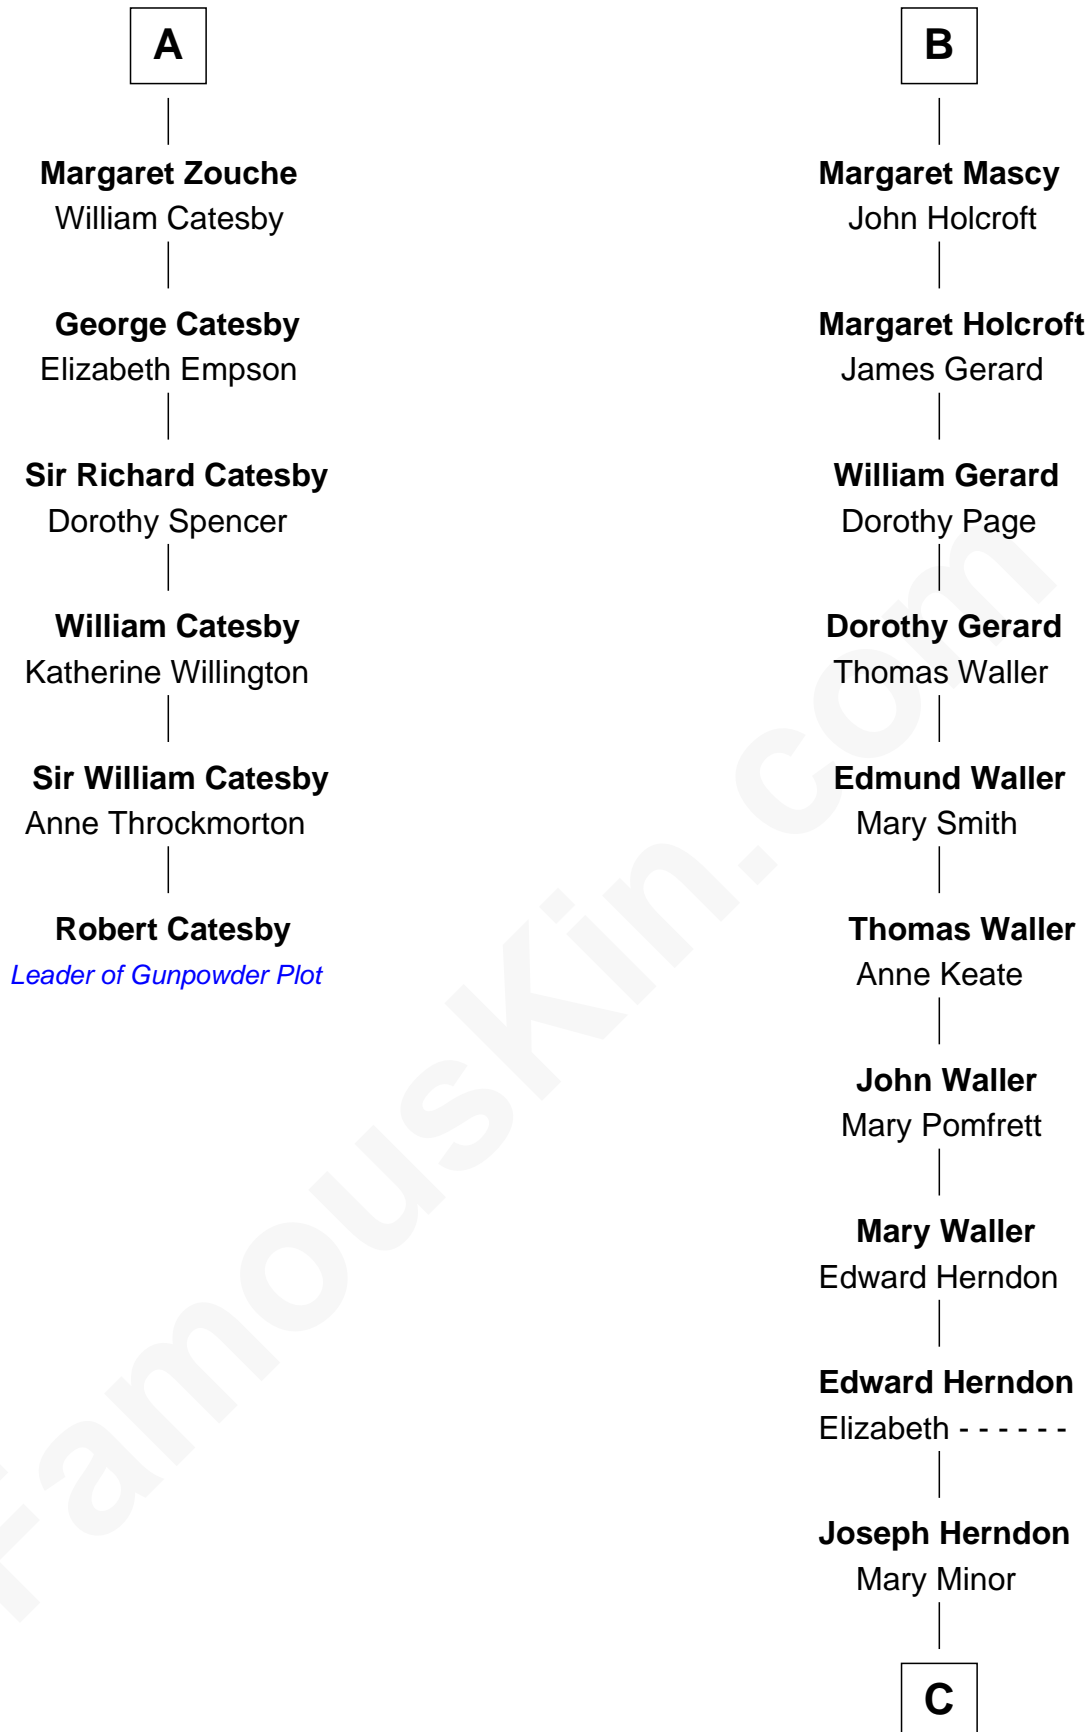 A
Margaret Zouche
William Catesby
George Catesby
Elizabeth Empson
Sir Richard Catesby
Dorothy Spencer
William Catesby
Katherine Willington
Sir William Catesby
Anne Throckmorton
Robert Catesby
Leader of Gunpowder Plot
B
Margaret Mascy
John Holcroft
Margaret Holcroft
James Gerard
William Gerard
Dorothy Page
Dorothy Gerard
Thomas Waller
Edmund Waller
Mary Smith
Thomas Waller
Anne Keate
John Waller
Mary Pomfrett
Mary Waller
Edward Herndon
Edward Herndon
Elizabeth - - - - - -
Joseph Herndon
Mary Minor
C
FamousKin.com